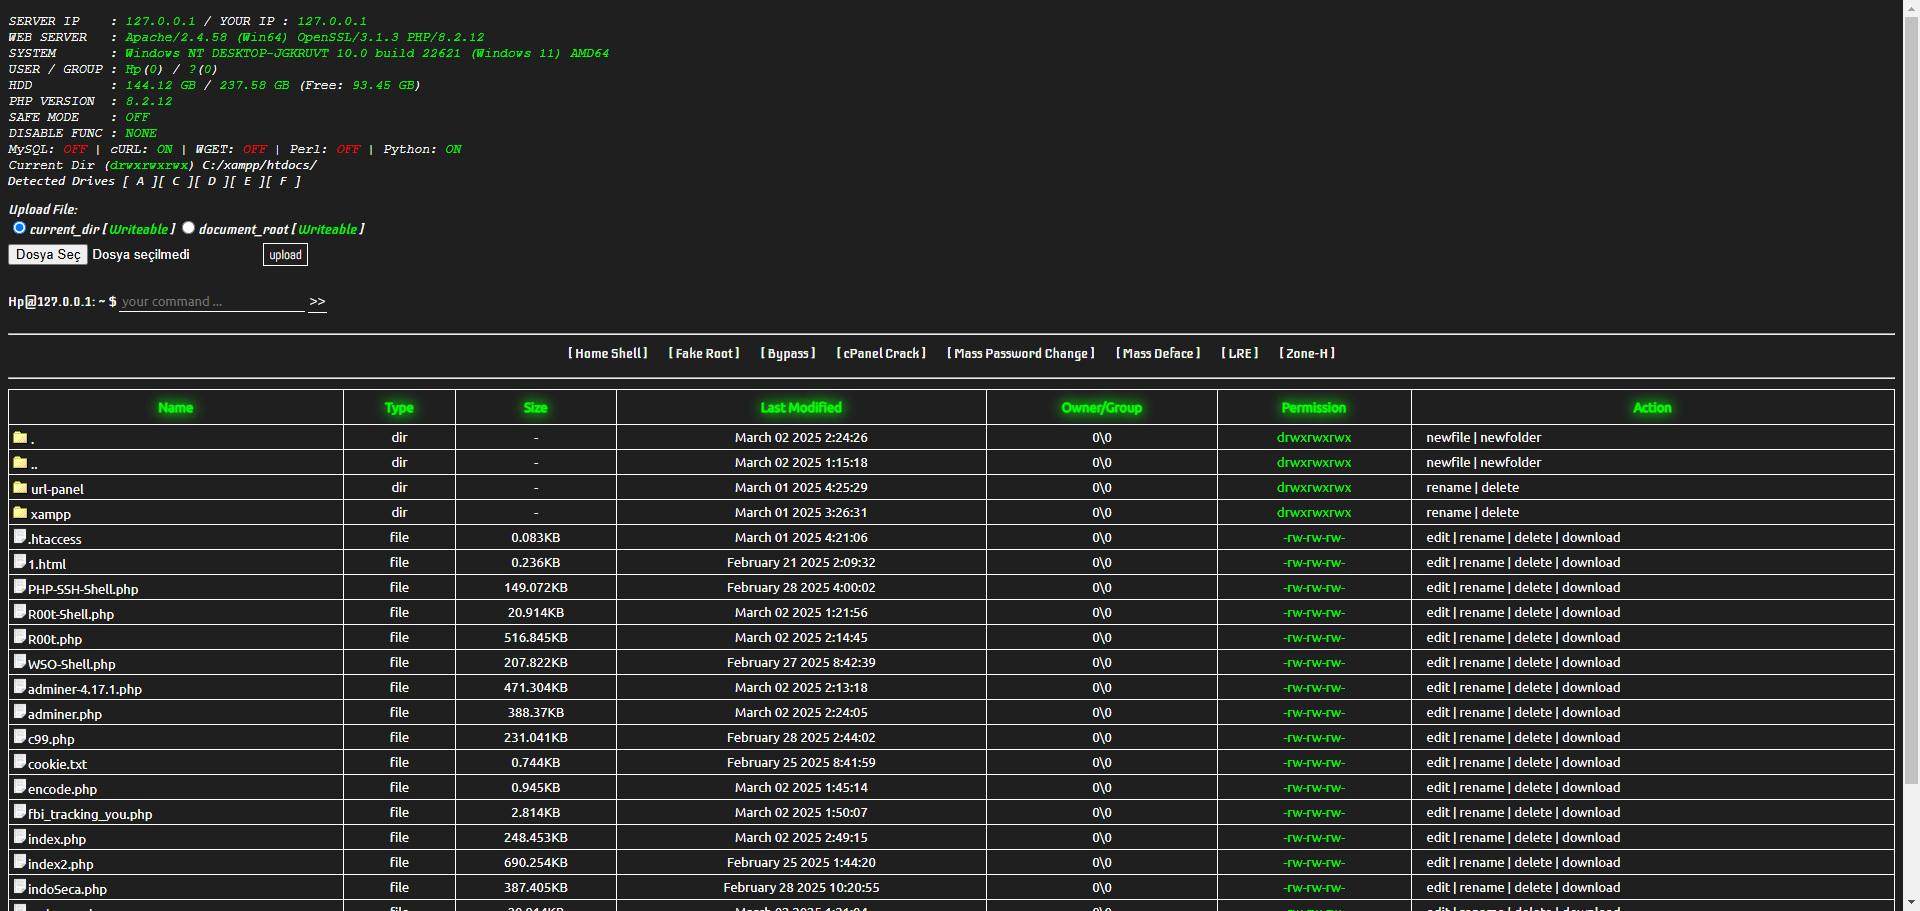 SERVER IP : 127.0.0.1 / YOUR IP : 127.0.0.1
WEB SERVER : Apache/2.4.58 (Win64) OpenSSL/3.1.3 PHP/8.2.12
SYSTEM : Windows NT DESKTOP-JGKRUVT 10.0 build 22621 (Windows 11) AMD64
USER / GROUP : Hp(0) / ?(0)
HDD : 144.12 GB / 237.58 GB (Free: 93.45 GB)
PHP VERSION : 8.2.12
SAFE MODE : OFF
DISABLE FUNC : NONE
MySQL: OFF | cURL: ON | WGET: OFF | Perl: OFF | Python: ON
Current Dir (drwxrwxrwx) C:/xampp/htdocs/
Detected Drives [ A ][ C ][ D ][ E ][ F ]
Upload File:
current_dir [ Writeable ] document_root [ Writeable ]
Dosya Seç Dosya seçilmedi upload
Hp@127.0.0.1: ~ $ your command ... >>
[ Home Shell ] [ Fake Root ] [ Bypass ] [ cPanel Crack ] [ Mass Password Change ] [ Mass Deface ] [ LRE ] [ Zone-H ]
Name Type Size Last Modified Owner/Group Permission Action
. dir - March 02 2025 2:24:26 0\0 drwxrwxrwx newfile | newfolder
.. dir - March 02 2025 1:15:18 0\0 drwxrwxrwx newfile | newfolder
url-panel dir - March 01 2025 4:25:29 0\0 drwxrwxrwx rename | delete
xampp dir - March 01 2025 3:26:31 0\0 drwxrwxrwx rename | delete
.htaccess file 0.083KB March 01 2025 4:21:06 0\0 -rw-rw-rw- edit | rename | delete | download
1.html file 0.236KB February 21 2025 2:09:32 0\0 -rw-rw-rw- edit | rename | delete | download
PHP-SSH-Shell.php file 149.072KB February 28 2025 4:00:02 0\0 -rw-rw-rw- edit | rename | delete | download
R00t-Shell.php file 20.914KB March 02 2025 1:21:56 0\0 -rw-rw-rw- edit | rename | delete | download
R00t.php file 516.845KB March 02 2025 2:14:45 0\0 -rw-rw-rw- edit | rename | delete | download
WSO-Shell.php file 207.822KB February 27 2025 8:42:39 0\0 -rw-rw-rw- edit | rename | delete | download
adminer-4.17.1.php file 471.304KB March 02 2025 2:13:18 0\0 -rw-rw-rw- edit | rename | delete | download
adminer.php file 388.37KB March 02 2025 2:24:05 0\0 -rw-rw-rw- edit | rename | delete | download
c99.php file 231.041KB February 28 2025 2:44:02 0\0 -rw-rw-rw- edit | rename | delete | download
cookie.txt file 0.744KB February 25 2025 8:41:59 0\0 -rw-rw-rw- edit | rename | delete | download
encode.php file 0.945KB March 02 2025 1:45:14 0\0 -rw-rw-rw- edit | rename | delete | download
fbi_tracking_you.php file 2.814KB March 02 2025 1:50:07 0\0 -rw-rw-rw- edit | rename | delete | download
index.php file 248.453KB March 02 2025 2:49:15 0\0 -rw-rw-rw- edit | rename | delete | download
index2.php file 690.254KB February 25 2025 1:44:20 0\0 -rw-rw-rw- edit | rename | delete | download
indoSeca.php file 387.405KB February 28 2025 10:20:55 0\0 -rw-rw-rw- edit | rename | delete | download